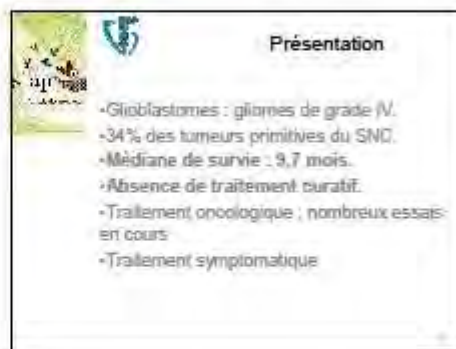 Présentation
-Glioblastomes : gliomes de grade IV.
-34% des tumeurs primitives du SNC.
-Médiane de survie : 9,7 mois.
-Absence de traitement curatif.
-Traitement oncologique : nombreux essais
en cours
-Traitement symptomatique